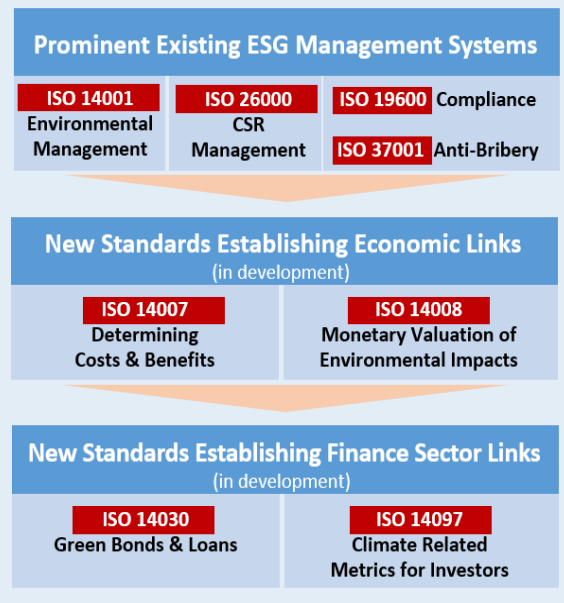 Prominent Existing ESG Management Systems
ISO 14001
Environmental
Management
ISO 26000
CSR
Management
ISO 19600 Compliance
ISO 37001 Anti-Bribery
New Standards Establishing Economic Links
(in development)
ISO 14007
Determining
Costs & Benefits
ISO 14008
Monetary Valuation of
Environmental Impacts
New Standards Establishing Finance Sector Links
(in development)
ISO 14030
Green Bonds & Loans
ISO 14097
Climate Related
Metrics for Investors